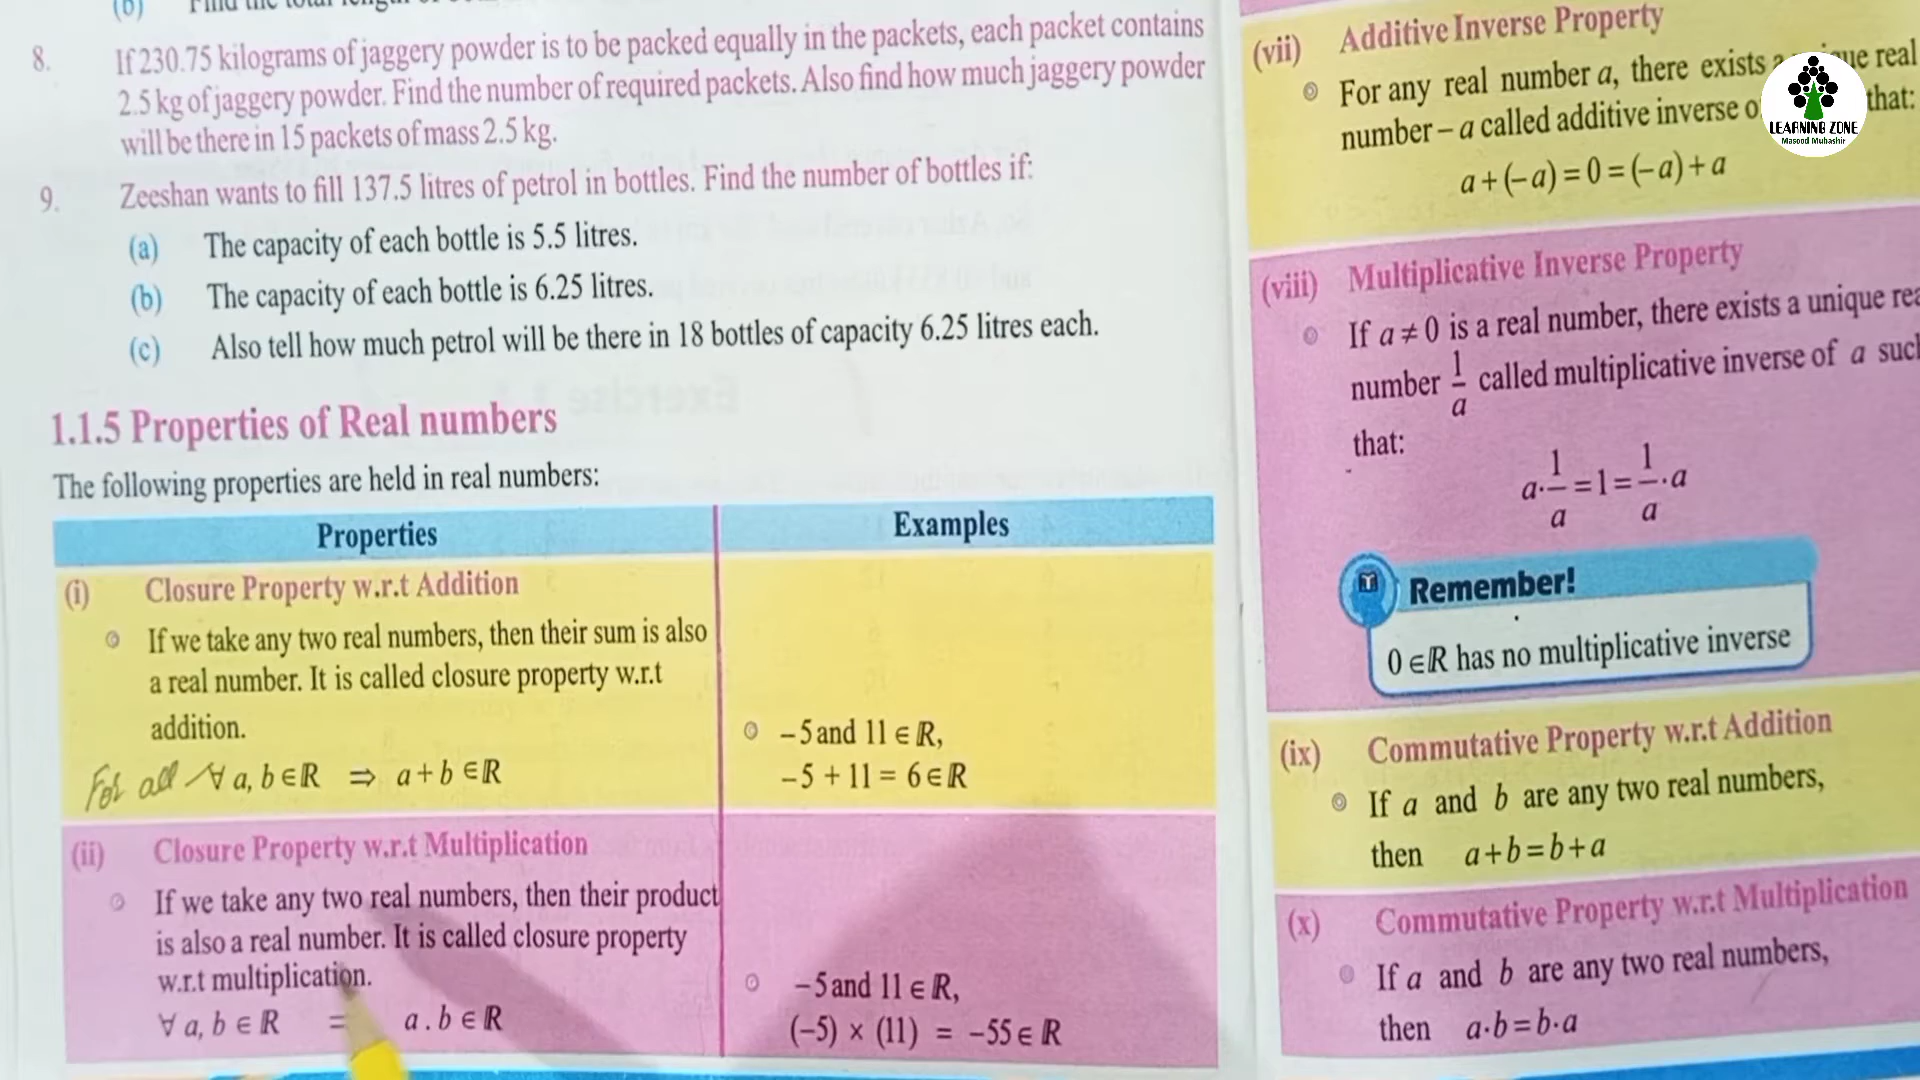 (b) Find the total length of
8. If 230.75 kilograms of jaggery powder is to be packed equally in the packets, each packet contains
2.5 kg of jaggery powder. Find the number of required packets. Also find how much jaggery powder
will be there in 15 packets of mass 2.5 kg.
9. Zeeshan wants to fill 137.5 litres of petrol in bottles. Find the number of bottles if:
(a) The capacity of each bottle is 5.5 litres.
(b) The capacity of each bottle is 6.25 litres.
(c) Also tell how much petrol will be there in 18 bottles of capacity 6.25 litres each.
1.1.5 Properties of Real numbers
The following properties are held in real numbers:
Properties
Examples
(i) Closure Property w.r.t Addition
If we take any two real numbers, then their sum is also
a real number. It is called closure property w.r.t
addition.
For all ∀ a, b ∈ ℝ ⇒ a + b ∈ ℝ
– 5 and 11 ∈ ℝ,
– 5 + 11 = 6 ∈ ℝ
(ii) Closure Property w.r.t Multiplication
If we take any two real numbers, then their product
is also a real number. It is called closure property
w.r.t multiplication.
∀ a, b ∈ ℝ = a . b ∈ ℝ
– 5 and 11 ∈ ℝ,
(–5) × (11) = –55 ∈ ℝ
(vii) Additive Inverse Property
For any real number a, there exists a real
number – a called additive inverse that:
a + (– a) = 0 = (– a) + a
(viii) Multiplicative Inverse Property
If a ≠ 0 is a real number, there exists a unique rea
number 1/a called multiplicative inverse of a such
that:
a · 1/a = 1 = 1/a · a
Remember!
0 ∈ ℝ has no multiplicative inverse
(ix) Commutative Property w.r.t Addition
If a and b are any two real numbers,
then a + b = b + a
(x) Commutative Property w.r.t Multiplication
If a and b are any two real numbers,
then a · b = b · a
LEARNING ZONE
Masood Mubashir